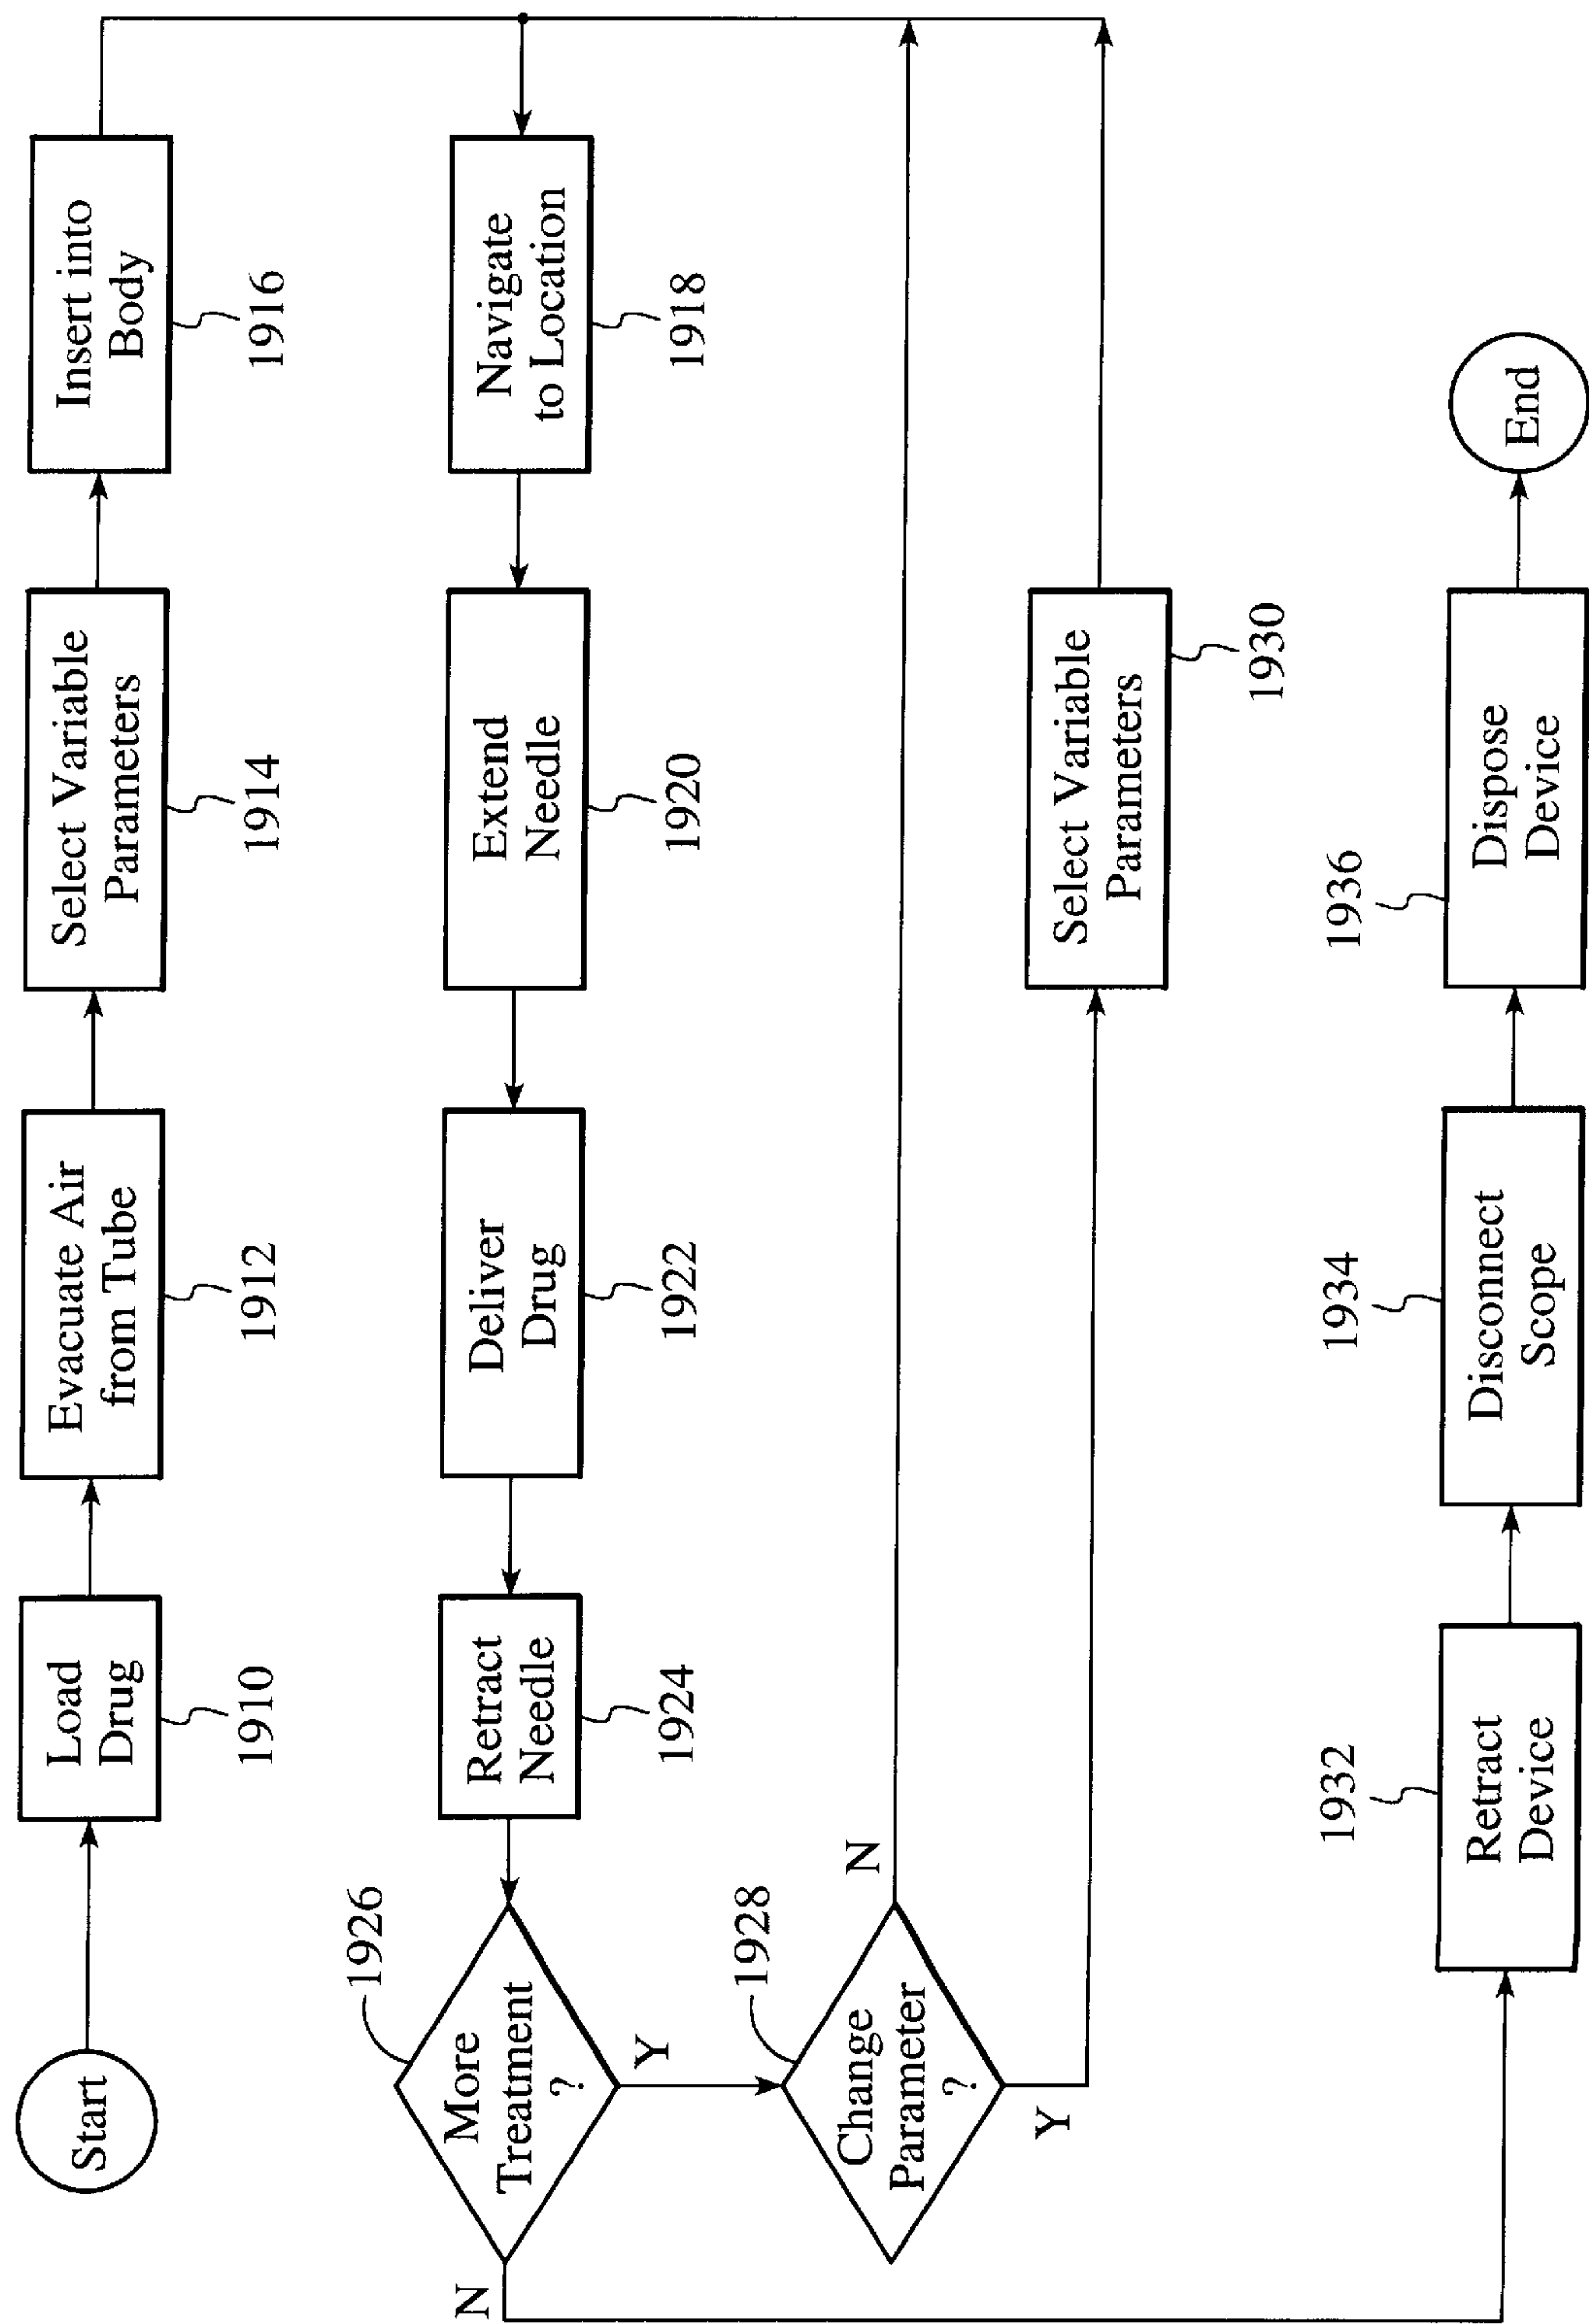 Start
Load
Drug
1910
Evacuate Air
from Tube
1912
Select Variable
Parameters
1914
Insert into
Body
1916
Navigate
to Location
1918
Extend
Needle
1920
Deliver
Drug
1922
Retract
Needle
1924
More
Treatment
?
1926
N
Y
Change
Parameter
?
1928
N
Y
Select Variable
Parameters
1930
Retract
Device
1932
Disconnect
Scope
1934
Dispose
Device
1936
End